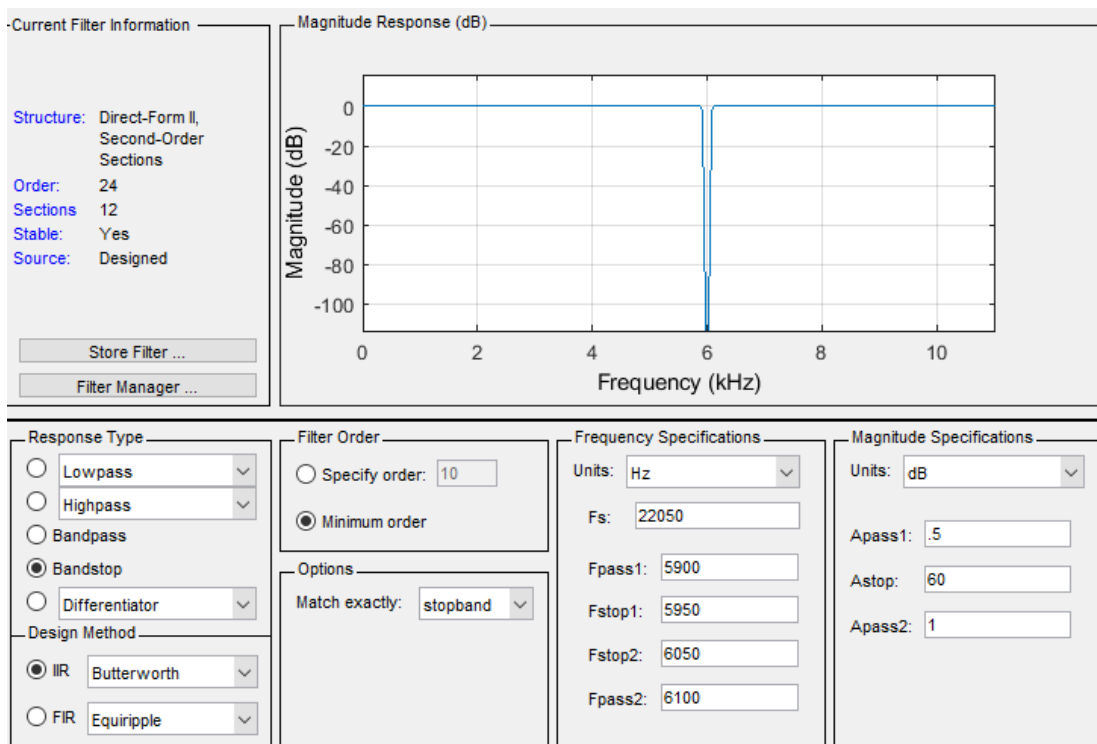 Current Filter Information
Structure: Direct-Form II,
Second-Order
Sections
Order: 24
Sections 12
Stable: Yes
Source: Designed
Store Filter ...
Filter Manager ...
Magnitude Response (dB)
Magnitude (dB)
0
-20
-40
-60
-80
-100
0 2 4 6 8 10
Frequency (kHz)
Response Type
Lowpass
Highpass
Bandpass
Bandstop
Differentiator
Design Method
IIR Butterworth
FIR Equiripple
Filter Order
Specify order: 10
Minimum order
Options
Match exactly: stopband
Frequency Specifications
Units: Hz
Fs: 22050
Fpass1: 5900
Fstop1: 5950
Fstop2: 6050
Fpass2: 6100
Magnitude Specifications
Units: dB
Apass1: .5
Astop: 60
Apass2: 1